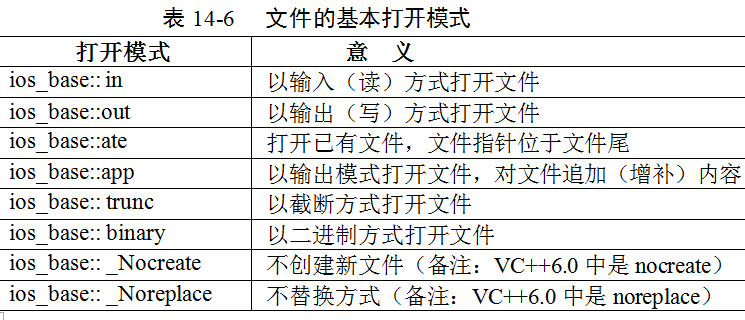 表 14-6 文件的基本打开模式
打开模式 意 义
ios_base:: in 以输入（读）方式打开文件
ios_base::out 以输出（写）方式打开文件
ios_base::ate 打开已有文件，文件指针位于文件尾
ios_base::app 以输出模式打开文件，对文件追加（增补）内容
ios_base:: trunc 以截断方式打开文件
ios_base:: binary 以二进制方式打开文件
ios_base:: _Nocreate 不创建新文件（备注：VC++6.0 中是 nocreate）
ios_base:: _Noreplace 不替换方式（备注：VC++6.0 中是 noreplace）